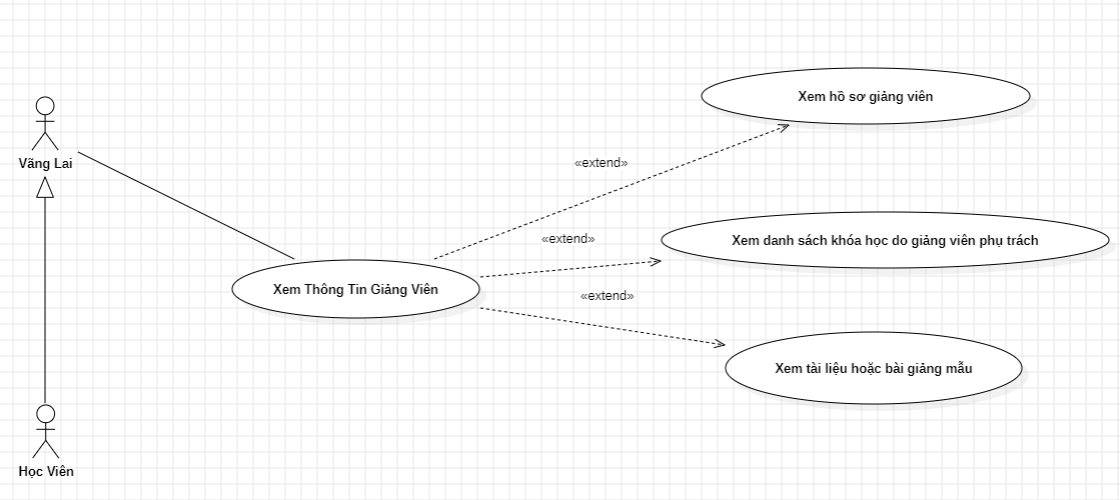 Xem hồ sơ giảng viên
Vãng Lai
«extend»
«extend»
Xem danh sách khóa học do giảng viên phụ trách
Xem Thông Tin Giảng Viên
«extend»
Xem tài liệu hoặc bài giảng mẫu
Học Viên